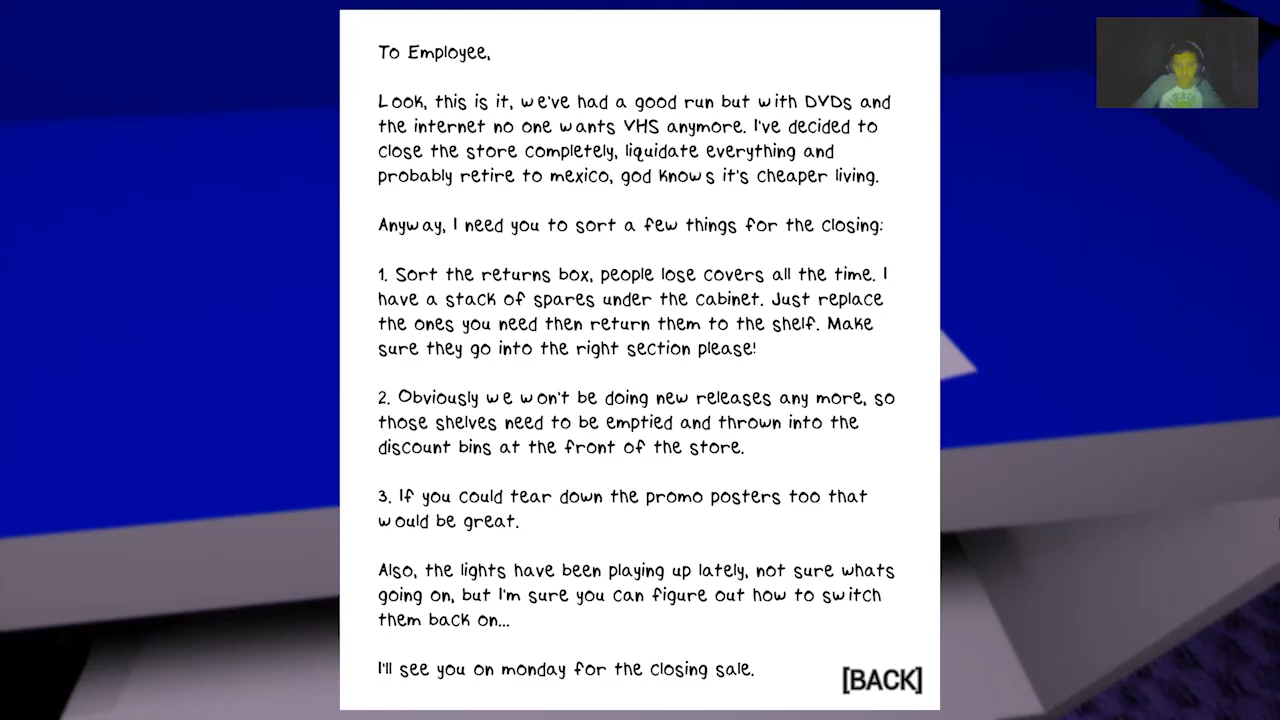 To Employee,
Look, this is it, we've had a good run but with DVDs and
the internet no one wants VHS anymore. I've decided to
close the store completely, liquidate everything and
probably retire to mexico, god knows it's cheaper living.
Anyway, I need you to sort a few things for the closing:
1. Sort the returns box, people lose covers all the time. I
have a stack of spares under the cabinet. Just replace
the ones you need then return them to the shelf. Make
sure they go into the right section please!
2. Obviously we won't be doing new releases any more, so
those shelves need to be emptied and thrown into the
discount bins at the front of the store.
3. If you could tear down the promo posters too that
would be great.
Also, the lights have been playing up lately, not sure whats
going on, but I'm sure you can figure out how to switch
them back on...
I'll see you on monday for the closing sale.
[BACK]